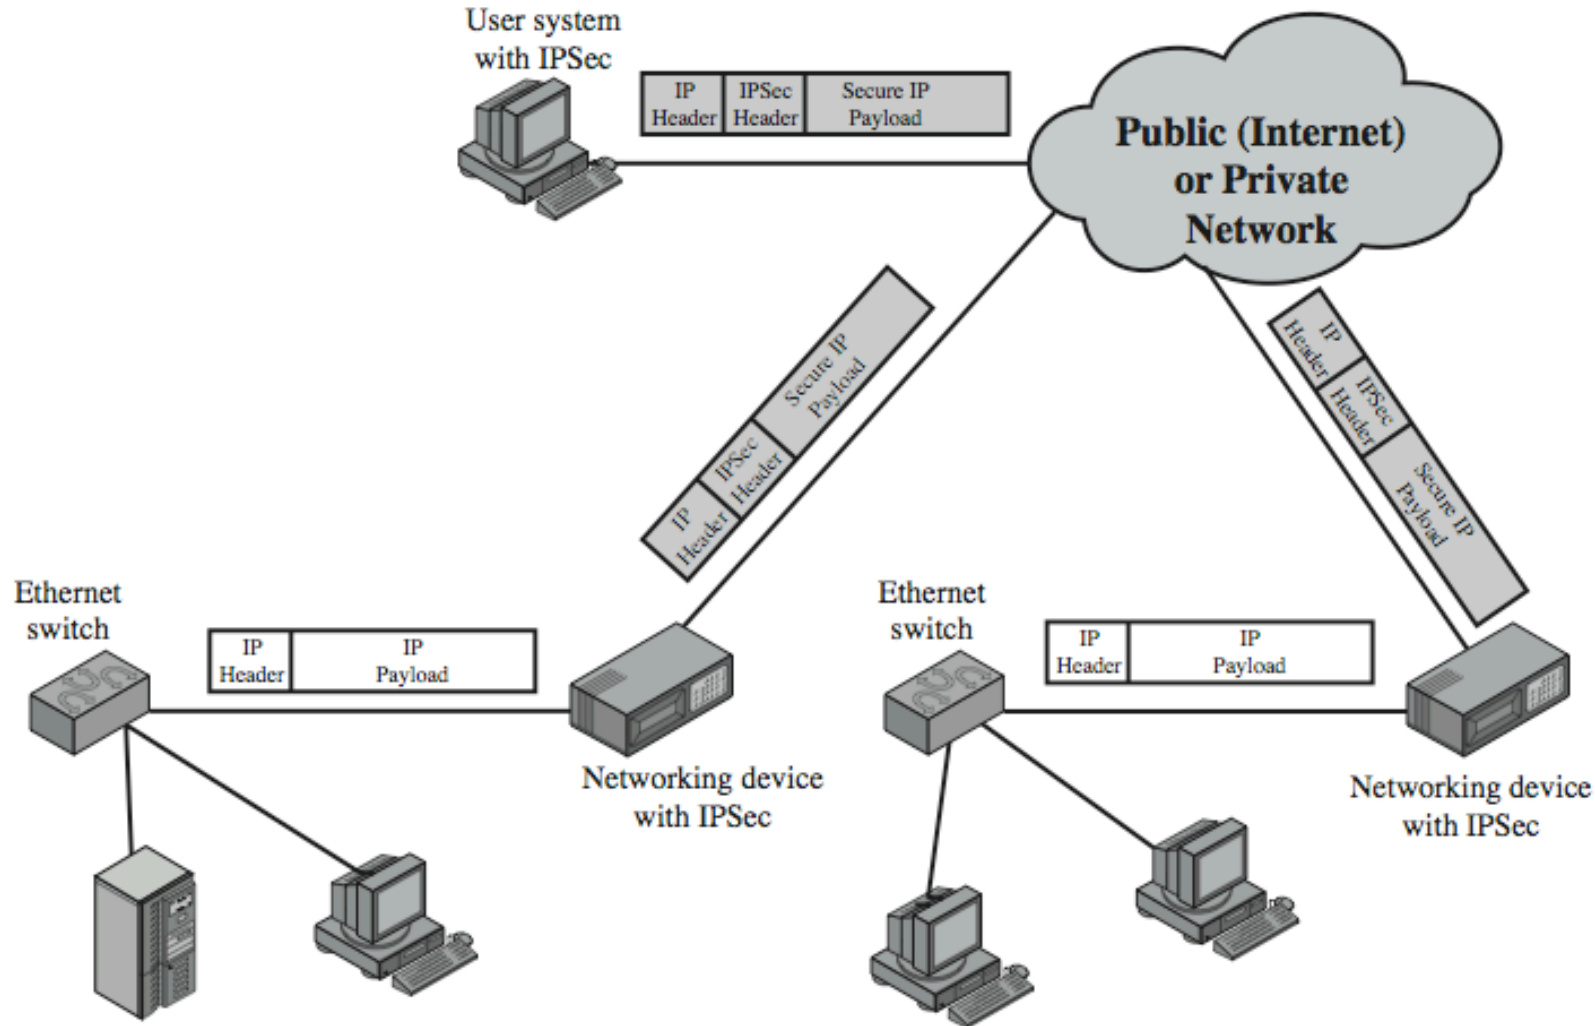 User system
with IPSec
IP
Header
IPSec
Header
Secure IP
Payload
Public (Internet)
or Private
Network
IP
Header
IPSec
Header
Secure IP
Payload
IP
Header
IPSec
Header
Secure IP
Payload
Ethernet
switch
IP
Header
IP
Payload
Networking device
with IPSec
Ethernet
switch
IP
Header
IP
Payload
Networking device
with IPSec